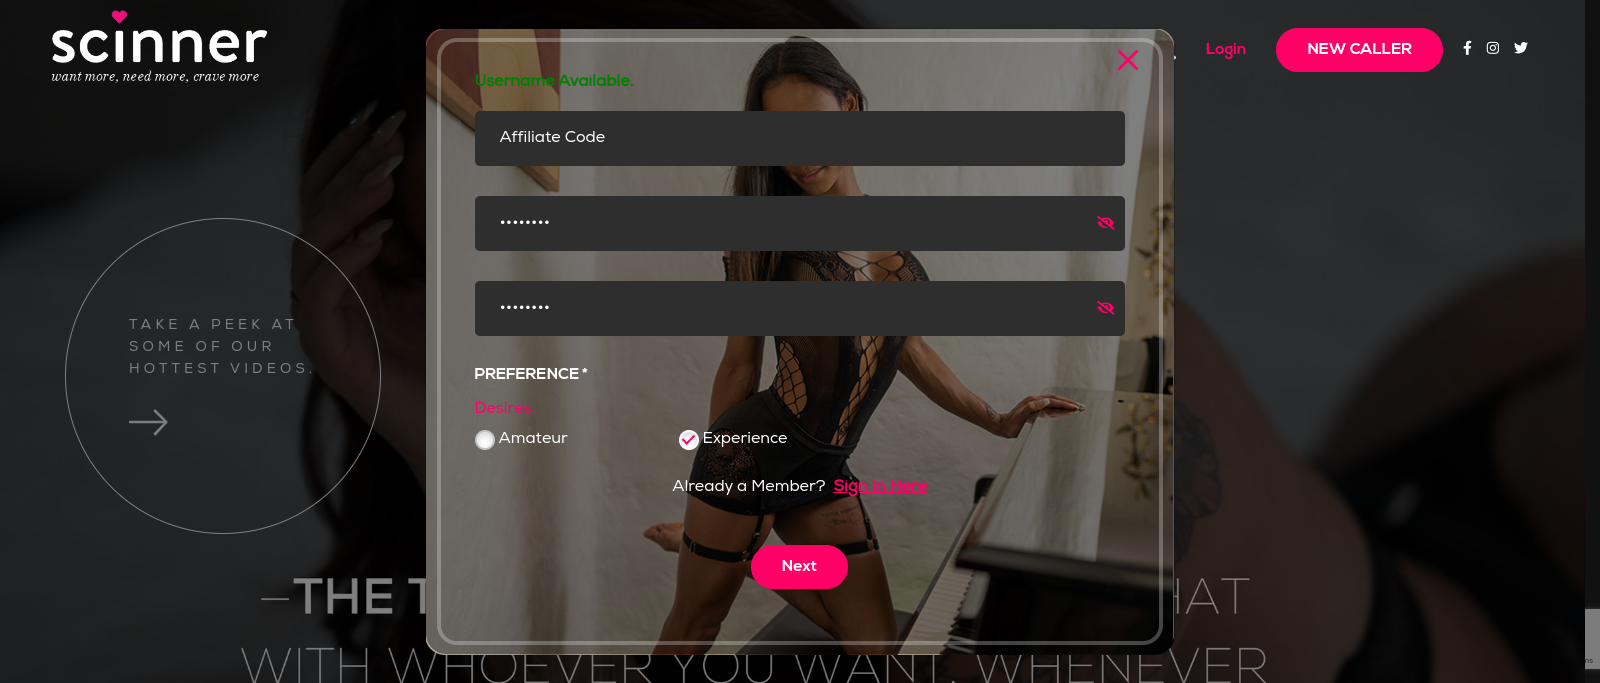 scinner
want more, need more, crave more
Login
NEW CALLER
Username Available.
Affiliate Code
••••••••
••••••••
PREFERENCE *
Desires
Amateur
Experience
Already a Member? Sign In Here
Next
TAKE A PEEK AT
SOME OF OUR
HOTTEST VIDEOS.
—THE T
HAT
WITH WHOEVER YOU WANT, WHENEVER